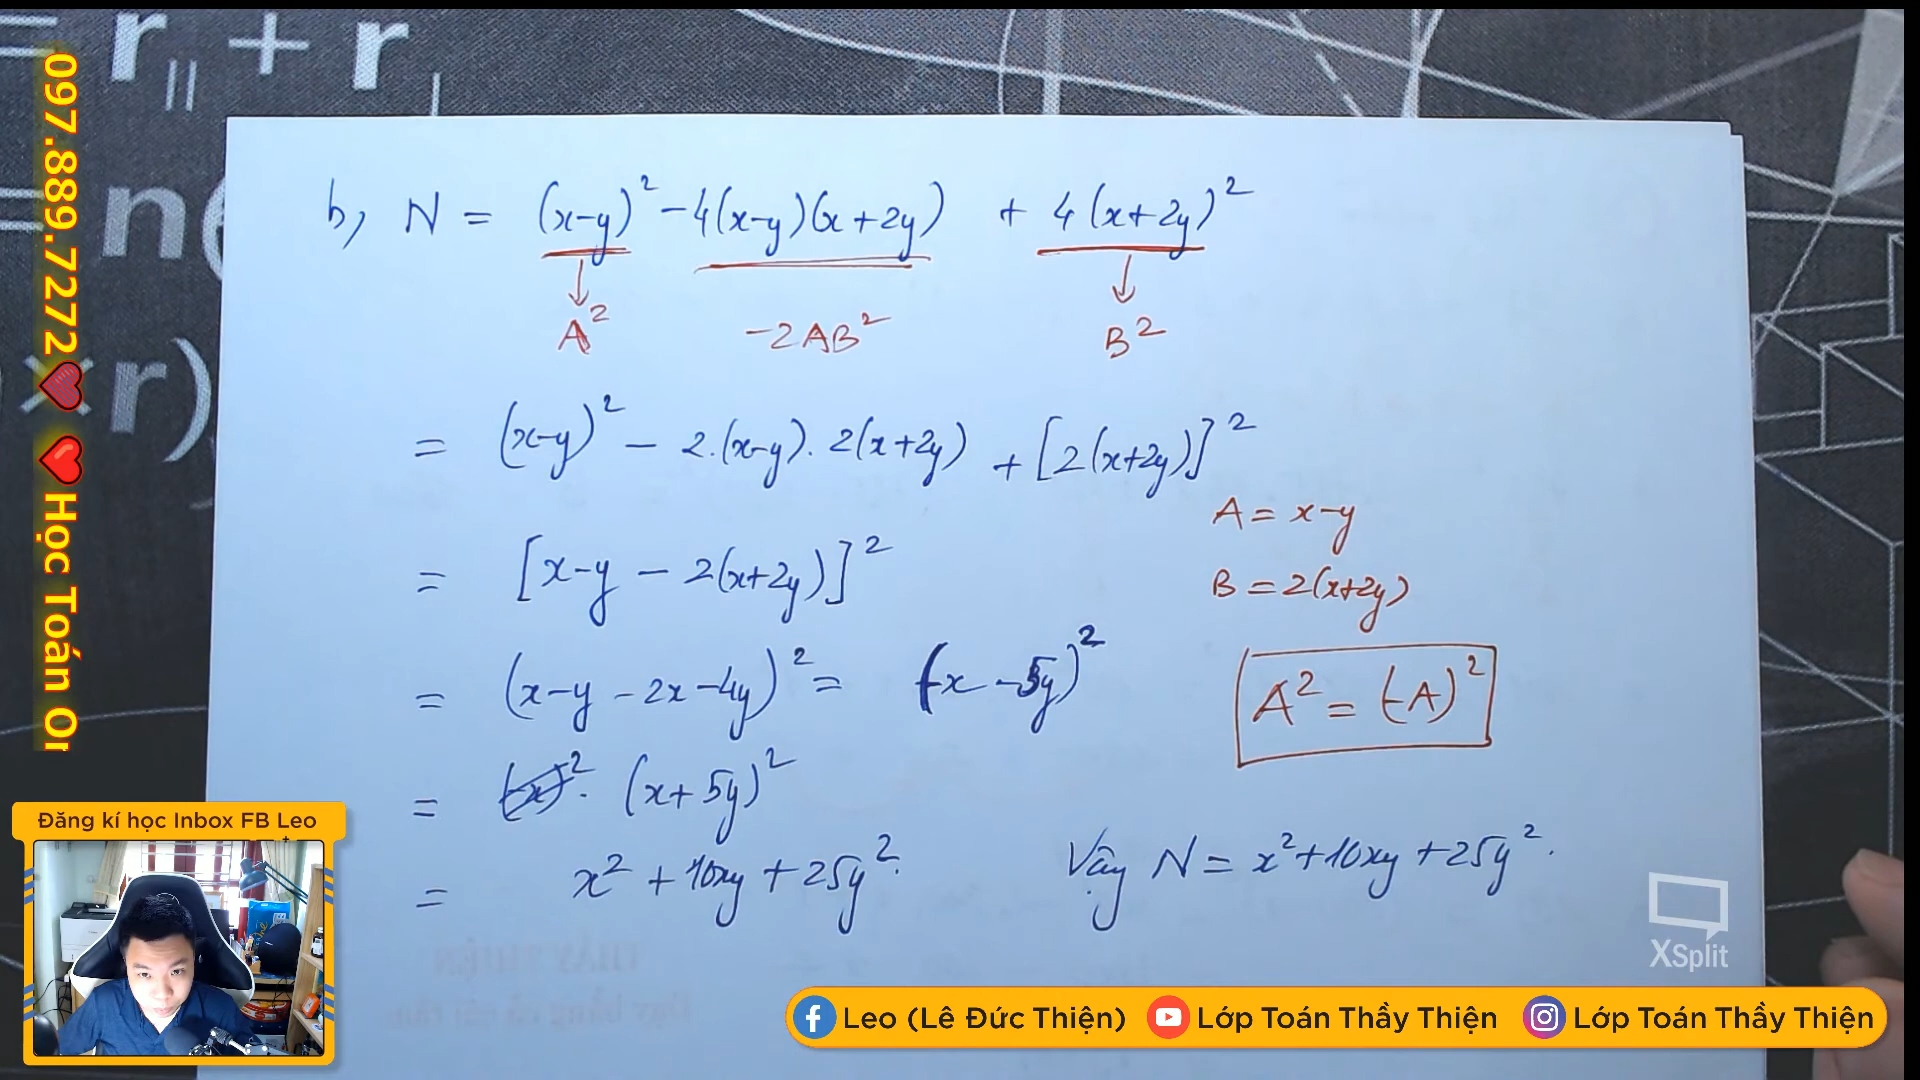 = r|| + r|
= n(
)×r)
097.889.7272 ❤ ❤ Học Toán On
b, N = (x-y)² - 4(x-y)(x+2y) + 4(x+2y)²
A² -2AB² B²
= (x-y)² - 2.(x-y). 2(x+2y) + [2(x+2y)]²
A = x-y
= [x-y - 2(x+2y)]²
B = 2(x+2y)
= (x-y - 2x - 4y)² = (-x - 5y)²
A² = (-A)²
= (x+5y)²
= x² + 10xy + 25y². Vậy N = x² + 10xy + 25y².
Đăng kí học Inbox FB Leo
XSplit
Leo (Lê Đức Thiện) Lớp Toán Thầy Thiện Lớp Toán Thầy Thiện